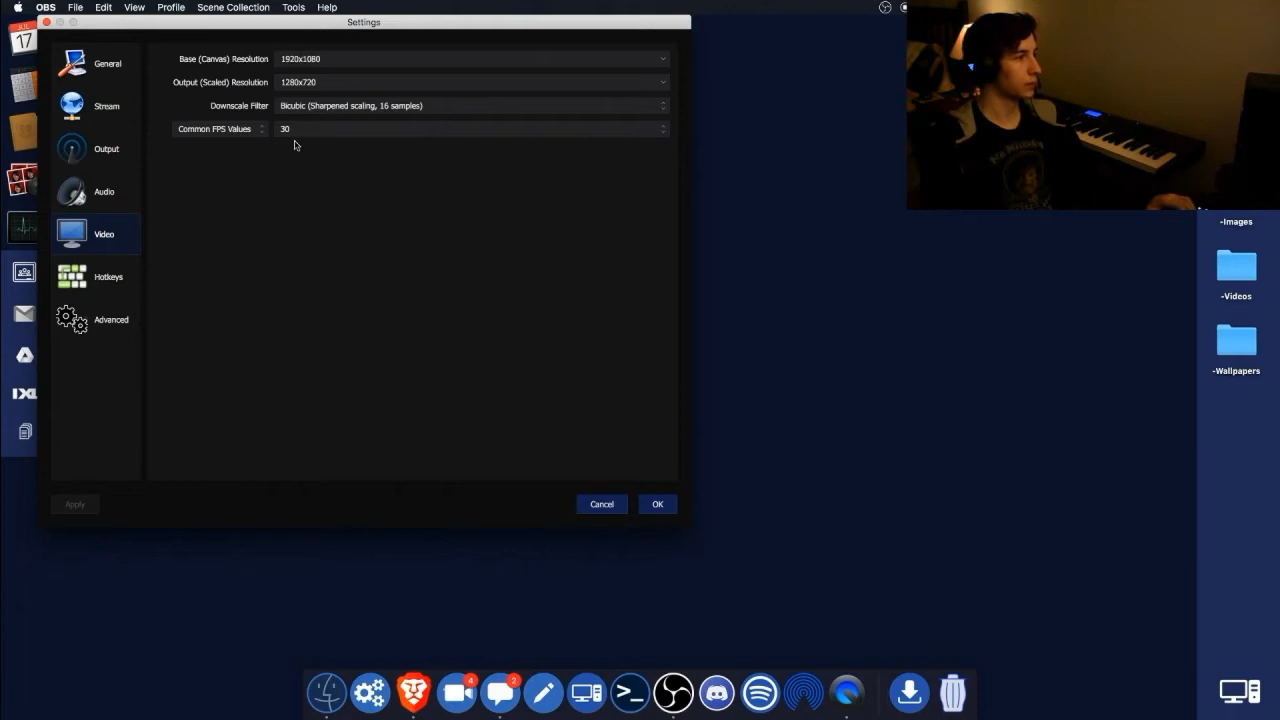 OBS File Edit View Profile Scene Collection Tools Help
Settings
JUL
17
General
Stream
Output
Audio
Video
Hotkeys
Advanced
Base (Canvas) Resolution 1920x1080
Output (Scaled) Resolution 1280x720
Downscale Filter Bicubic (Sharpened scaling, 16 samples)
Common FPS Values 30
Apply Cancel OK
IXL
-Images
-Videos
-Wallpapers
4
2